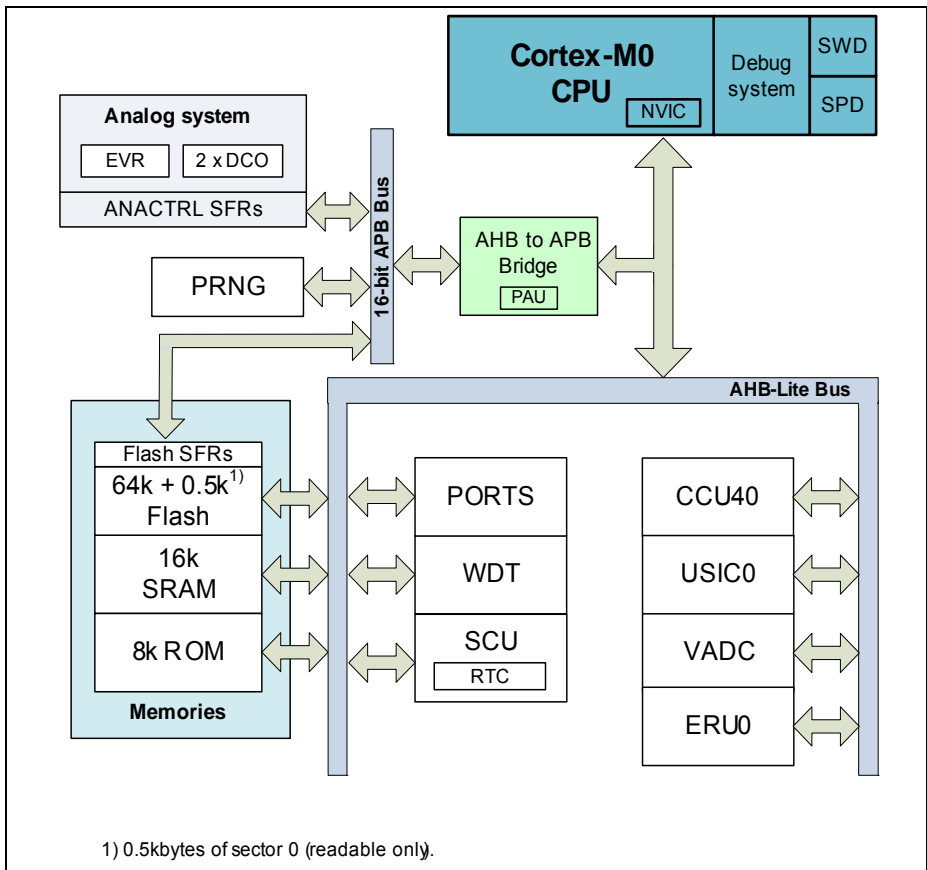 Cortex-M0
CPU
NVIC
Debug
system
SWD
SPD
Analog system
EVR
2 x DCO
ANACTRL SFRs
16-bit APB Bus
AHB to APB
Bridge
PAU
PRNG
AHB-Lite Bus
Flash SFRs
64k + 0.5k1)
Flash
16k
SRAM
8k ROM
Memories
PORTS
WDT
SCU
RTC
CCU40
USIC0
VADC
ERU0
1) 0.5kbytes of sector 0 (readable only).